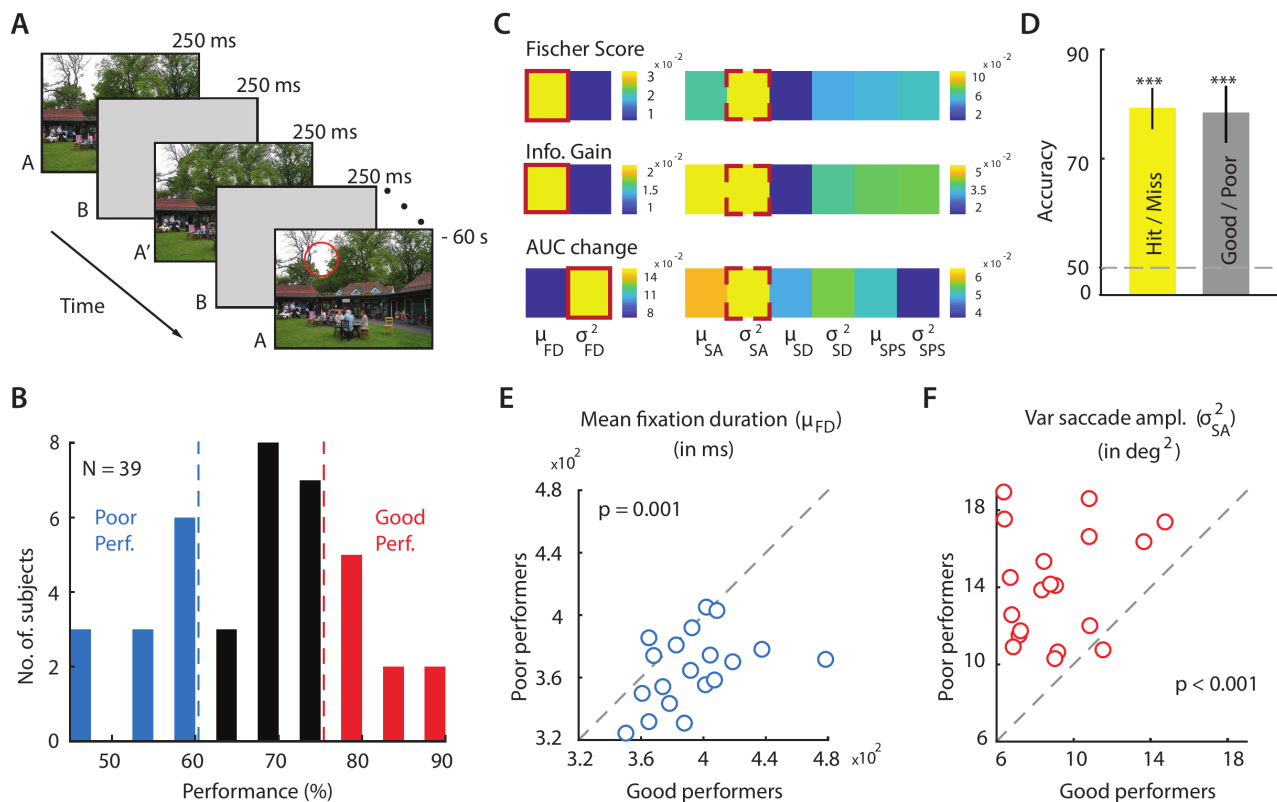 A
250 ms
250 ms
250 ms
250 ms
- 60 s
A
B
A′
B
A
Time
B
No. of. subjects
8
6
4
2
0
N = 39
Poor
Perf.
Good
Perf.
50
60
70
80
90
Performance (%)
C
Fischer Score
x10⁻²
3
2
1
x10⁻²
10
6
2
Info. Gain
x10⁻²
2
1.5
1
x10⁻²
5
3.5
2
AUC change
x10⁻²
14
11
8
x10⁻²
6
5
4
μFD σ²FD μSA σ²SA μSD σ²SD μSPS σ²SPS
D
Accuracy
90
70
50
0
***
***
Hit / Miss
Good / Poor
E
Mean fixation duration (μFD)
(in ms)
x10²
4.8
4.4
4
3.6
3.2
p = 0.001
Poor performers
3.2
3.6
4
4.4
4.8
x10²
Good performers
F
Var saccade ampl. (σ²SA)
(in deg²)
18
14
10
6
Poor performers
p < 0.001
6
10
14
18
Good performers